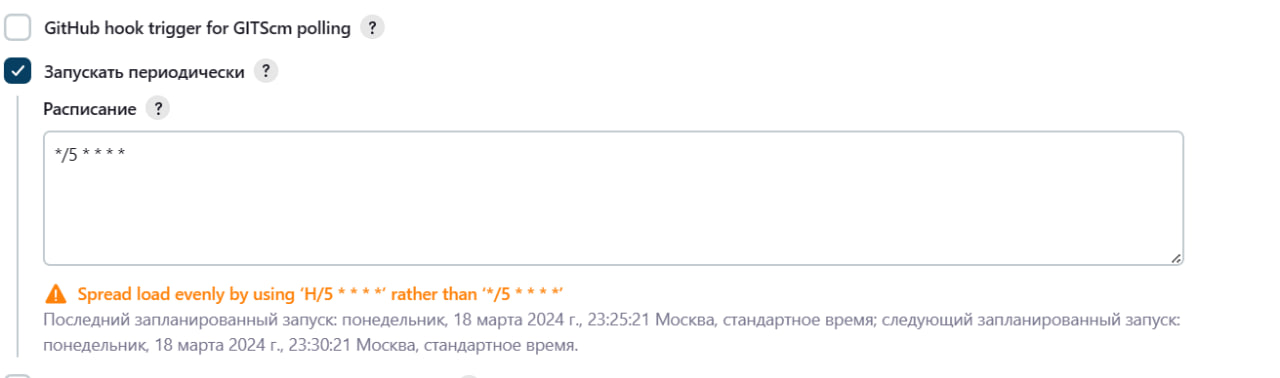 GitHub hook trigger for GITScm polling ?
Запускать периодически ?
Расписание ?
*/5 * * * *
Spread load evenly by using ‘H/5 * * * *’ rather than ‘*/5 * * * *’
Последний запланированный запуск: понедельник, 18 марта 2024 г., 23:25:21 Москва, стандартное время; следующий запланированный запуск:
понедельник, 18 марта 2024 г., 23:30:21 Москва, стандартное время.